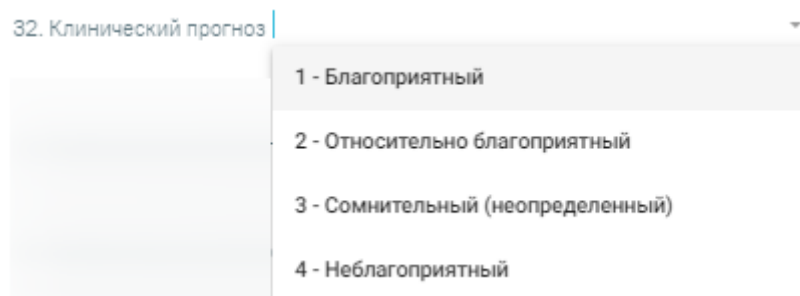 32. Клинический прогноз
1 - Благоприятный
2 - Относительно благоприятный
3 - Сомнительный (неопределенный)
4 - Неблагоприятный